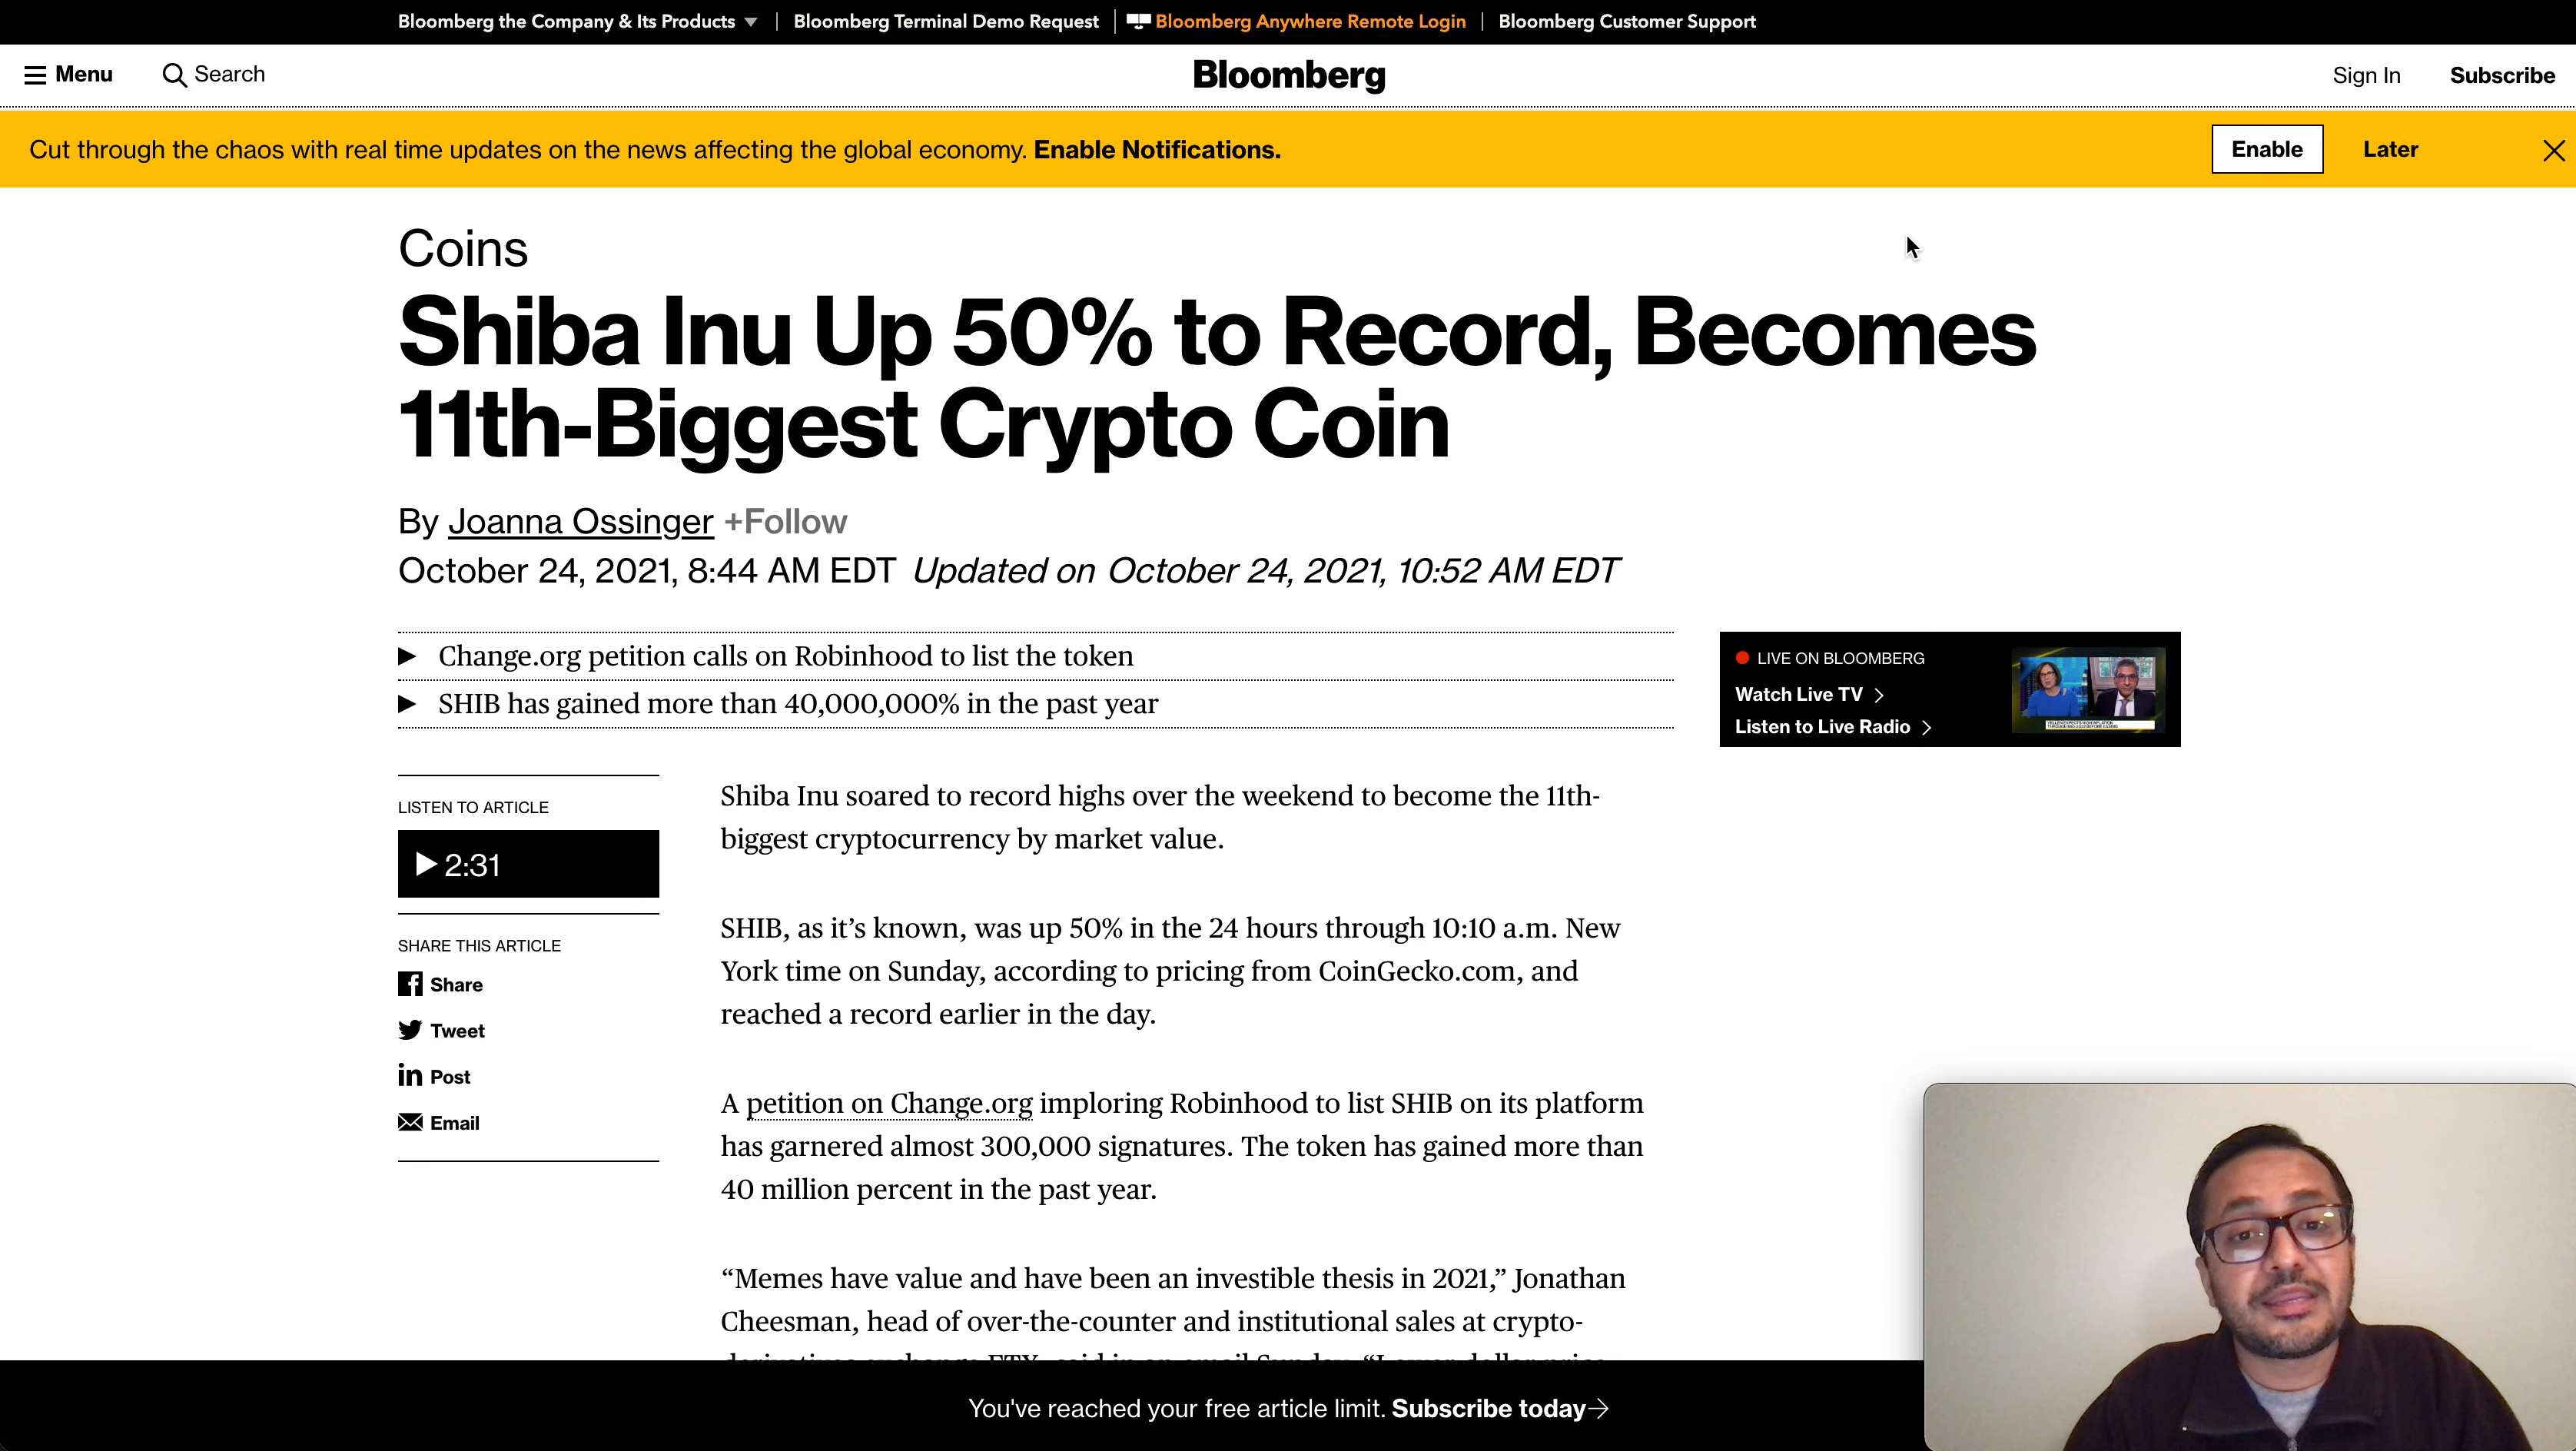 Bloomberg the Company & Its Products
Bloomberg Terminal Demo Request
Bloomberg Anywhere Remote Login
Bloomberg Customer Support
Menu
Search
Bloomberg
Sign In
Subscribe
Cut through the chaos with real time updates on the news affecting the global economy. Enable Notifications.
Enable
Later
Coins
Shiba Inu Up 50% to Record, Becomes
11th-Biggest Crypto Coin
By Joanna Ossinger +Follow
October 24, 2021, 8:44 AM EDT Updated on October 24, 2021, 10:52 AM EDT
Change.org petition calls on Robinhood to list the token
SHIB has gained more than 40,000,000% in the past year
LIVE ON BLOOMBERG
Watch Live TV
Listen to Live Radio
LISTEN TO ARTICLE
2:31
SHARE THIS ARTICLE
Share
Tweet
Post
Email
Shiba Inu soared to record highs over the weekend to become the 11th-
biggest cryptocurrency by market value.
SHIB, as it’s known, was up 50% in the 24 hours through 10:10 a.m. New
York time on Sunday, according to pricing from CoinGecko.com, and
reached a record earlier in the day.
A petition on Change.org imploring Robinhood to list SHIB on its platform
has garnered almost 300,000 signatures. The token has gained more than
40 million percent in the past year.
“Memes have value and have been an investible thesis in 2021,” Jonathan
Cheesman, head of over-the-counter and institutional sales at crypto-
derivatives exchange FTX, said in an email Sunday. “Lower dollar price
You've reached your free article limit. Subscribe today